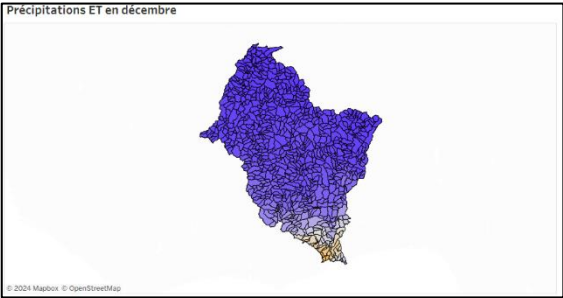 Précipitations ET en décembre
© 2024 Mapbox © OpenStreetMap